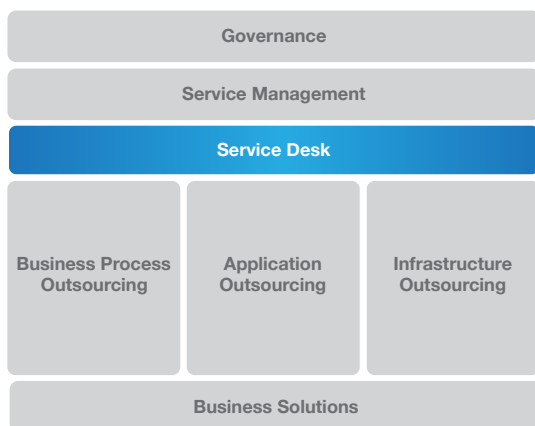 Governance
Service Management
Service Desk
Business Process
Outsourcing
Application
Outsourcing
Infrastructure
Outsourcing
Business Solutions